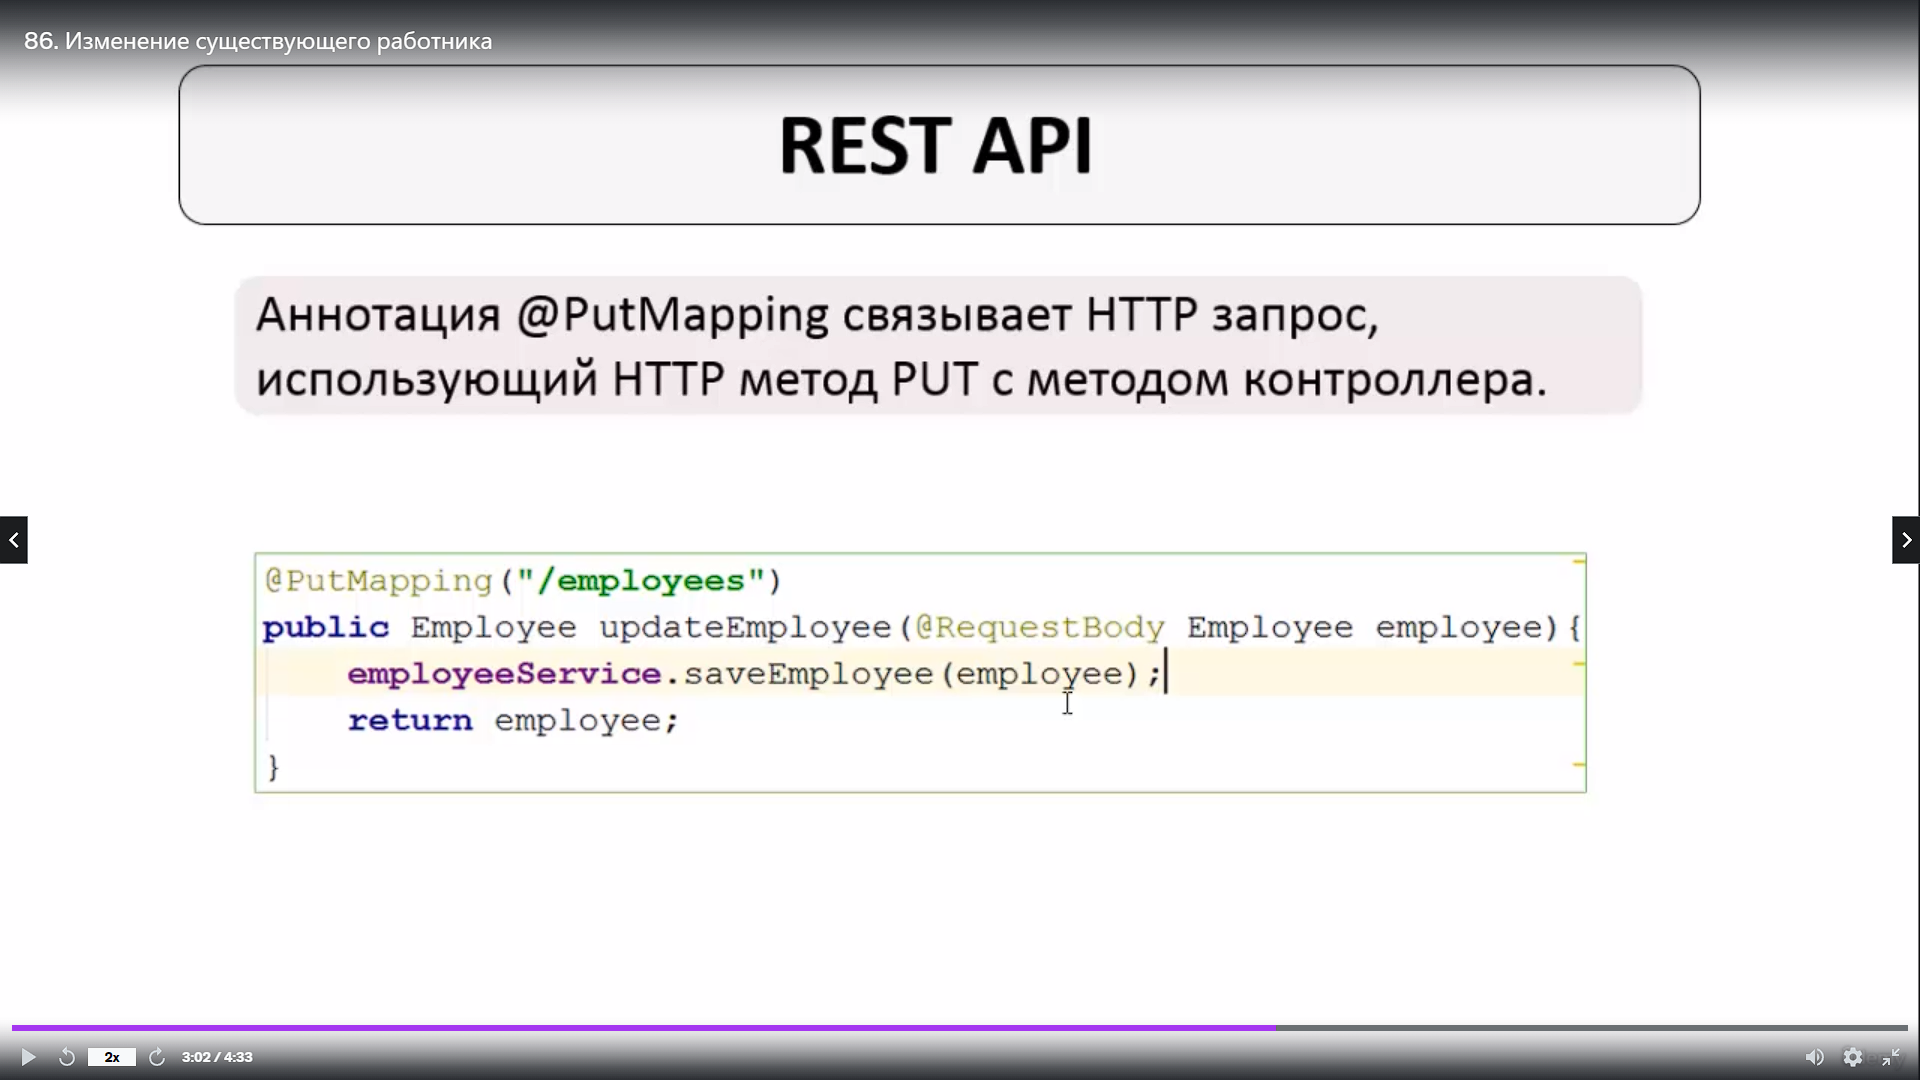 86. Изменение существующего работника
REST API
Аннотация @PutMapping связывает HTTP запрос,
использующий HTTP метод PUT с методом контроллера.
@PutMapping("/employees")
public Employee updateEmployee(@RequestBody Employee employee){
employeeService.saveEmployee(employee);
return employee;
}
2x
3:02 / 4:33